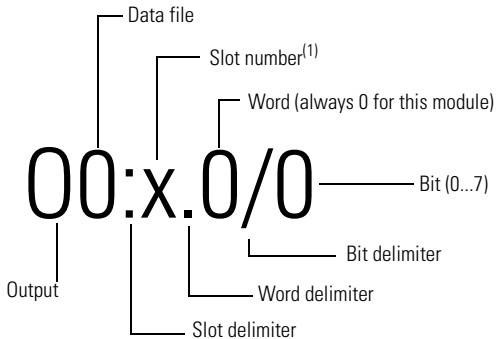 Data file
Slot number(1)
Word (always 0 for this module)
O0:x.0/0
Bit (0...7)
Bit delimiter
Output
Word delimiter
Slot delimiter